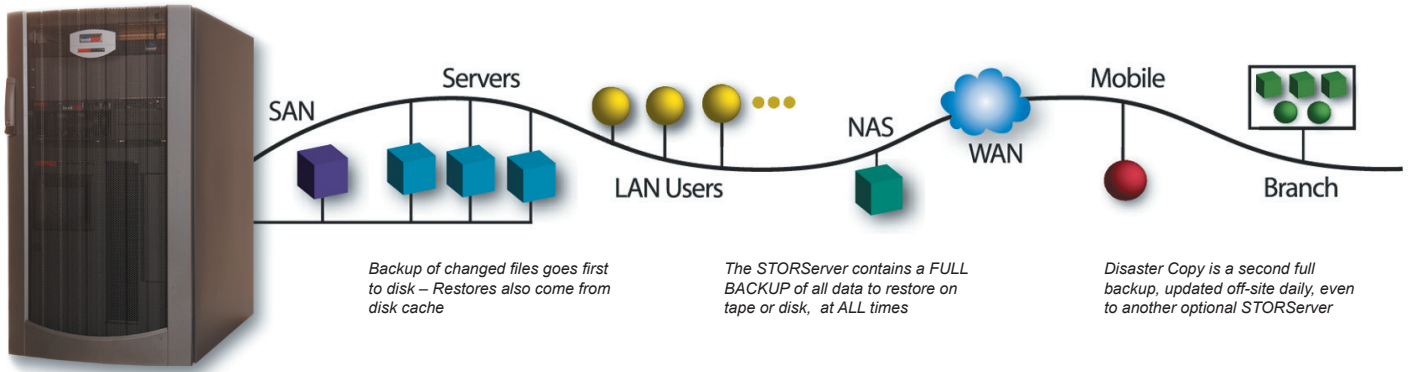 SAN
Servers
LAN Users
NAS
WAN
Mobile
Branch
Backup of changed files goes first
to disk – Restores also come from
disk cache
The STORServer contains a FULL
BACKUP of all data to restore on
tape or disk, at ALL times
Disaster Copy is a second full
backup, updated off-site daily, even
to another optional STORServer